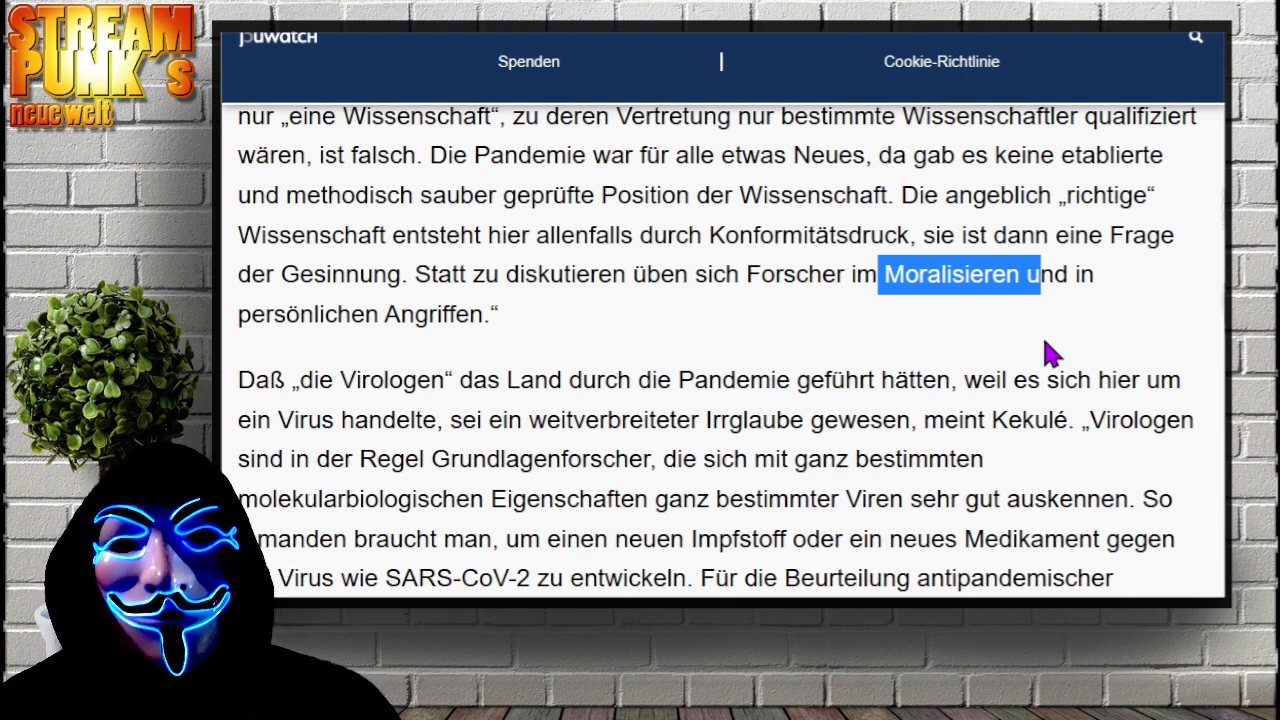 STREAM
PUNK´s
neue welt
jouwatch
Spenden | Cookie-Richtlinie
nur „eine Wissenschaft“, zu deren Vertretung nur bestimmte Wissenschaftler qualifiziert
wären, ist falsch. Die Pandemie war für alle etwas Neues, da gab es keine etablierte
und methodisch sauber geprüfte Position der Wissenschaft. Die angeblich „richtige“
Wissenschaft entsteht hier allenfalls durch Konformitätsdruck, sie ist dann eine Frage
der Gesinnung. Statt zu diskutieren üben sich Forscher im Moralisieren und in
persönlichen Angriffen.“
Daß „die Virologen“ das Land durch die Pandemie geführt hätten, weil es sich hier um
ein Virus handelte, sei ein weitverbreiteter Irrglaube gewesen, meint Kekulé. „Virologen
sind in der Regel Grundlagenforscher, die sich mit ganz bestimmten
molekularbiologischen Eigenschaften ganz bestimmter Viren sehr gut auskennen. So
manden braucht man, um einen neuen Impfstoff oder ein neues Medikament gegen
Virus wie SARS-CoV-2 zu entwickeln. Für die Beurteilung antipandemischer